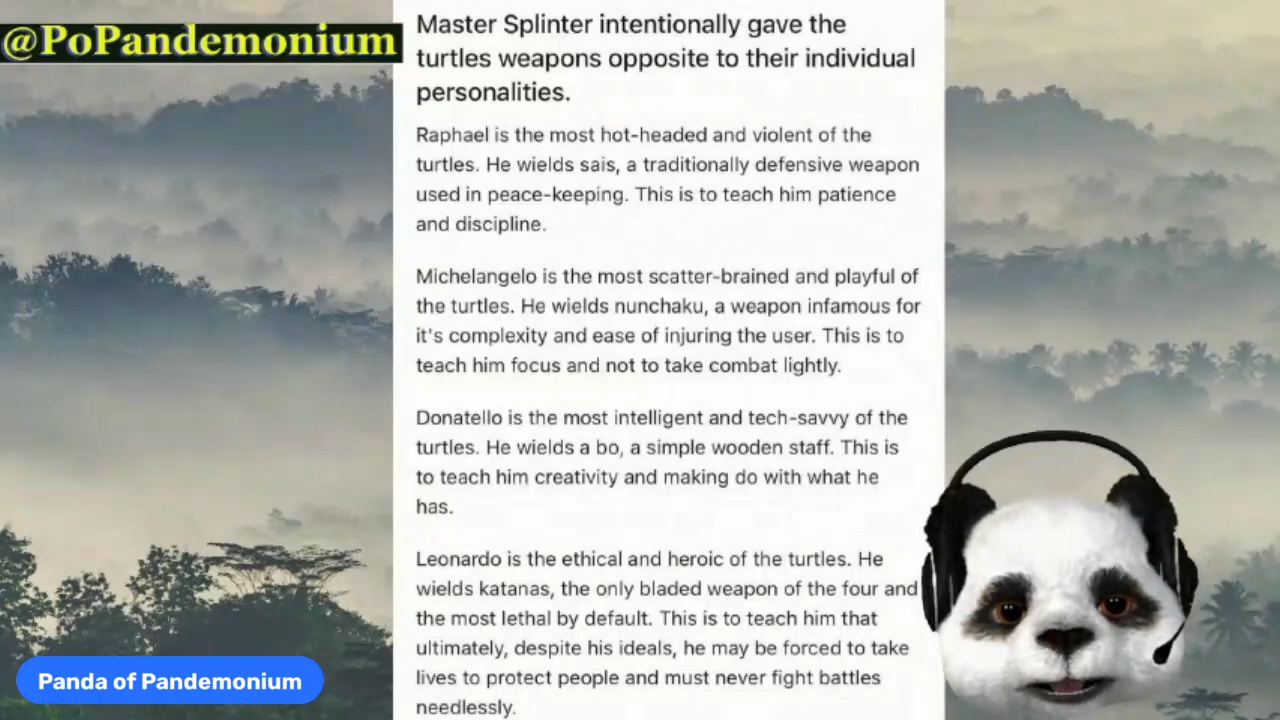 @PoPandemonium
Master Splinter intentionally gave the
turtles weapons opposite to their individual
personalities.
Raphael is the most hot-headed and violent of the
turtles. He wields sais, a traditionally defensive weapon
used in peace-keeping. This is to teach him patience
and discipline.
Michelangelo is the most scatter-brained and playful of
the turtles. He wields nunchaku, a weapon infamous for
it's complexity and ease of injuring the user. This is to
teach him focus and not to take combat lightly.
Donatello is the most intelligent and tech-savvy of the
turtles. He wields a bo, a simple wooden staff. This is
to teach him creativity and making do with what he
has.
Leonardo is the ethical and heroic of the turtles. He
wields katanas, the only bladed weapon of the four and
the most lethal by default. This is to teach him that
ultimately, despite his ideals, he may be forced to take
lives to protect people and must never fight battles
needlessly.
Panda of Pandemonium